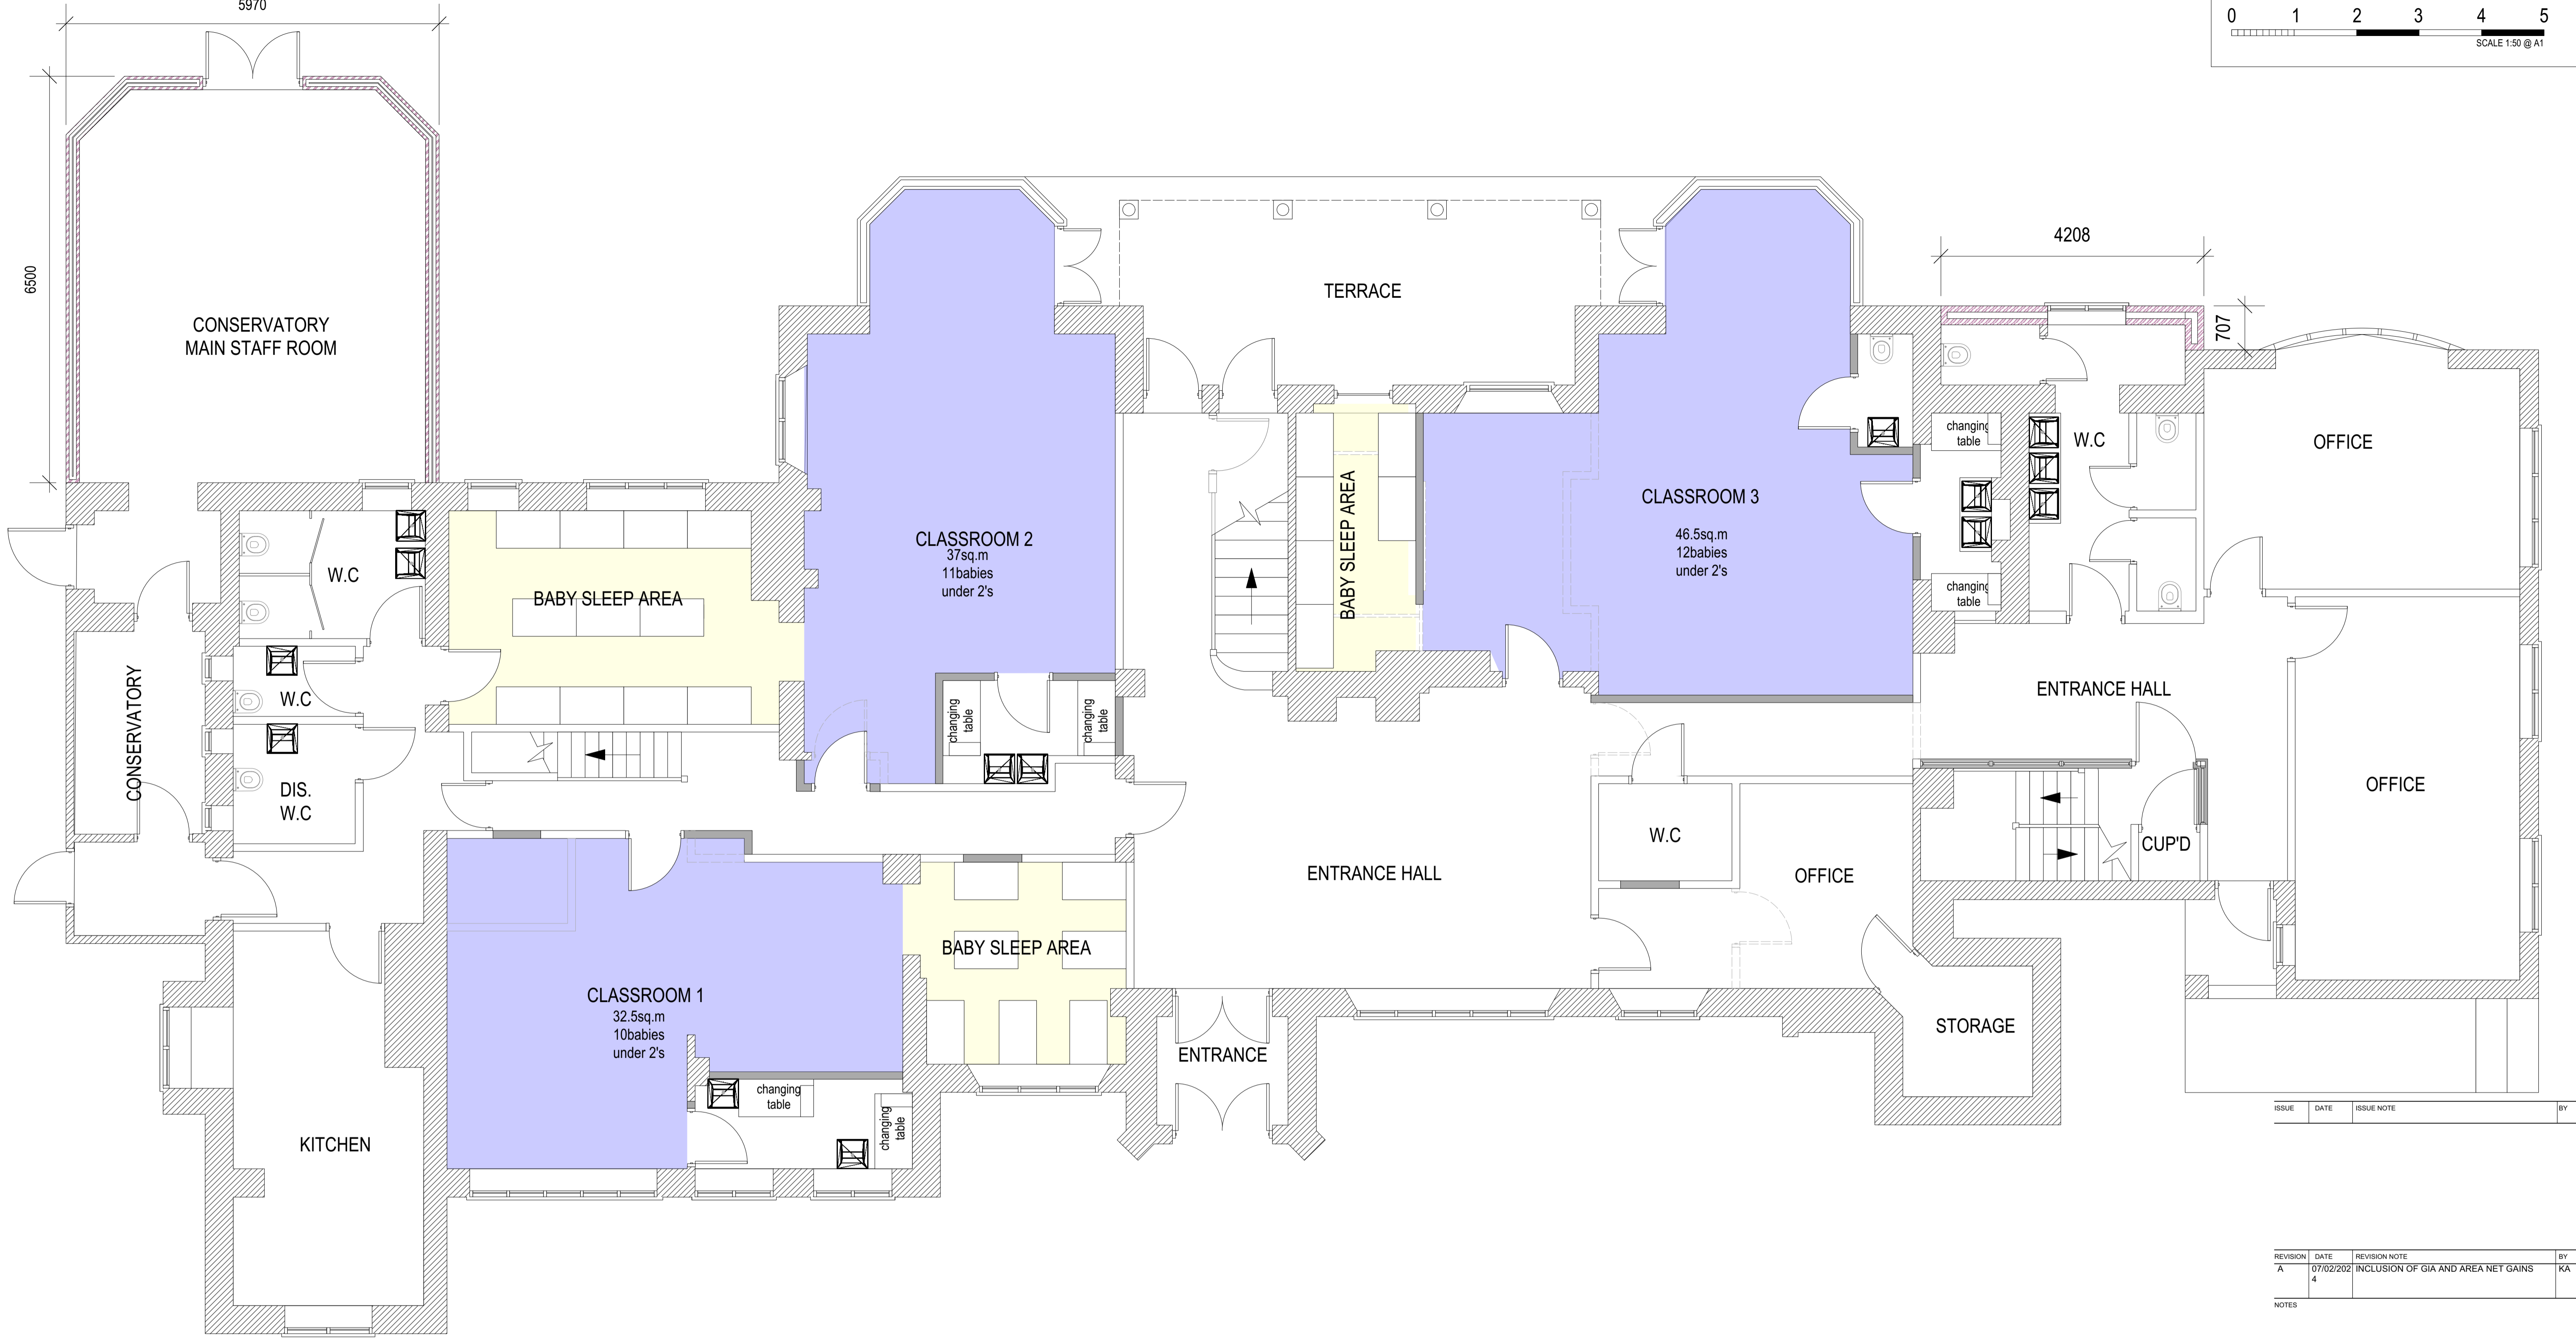 5970
0 1 2 3 4 5
SCALE 1:50 @ A1
6500
4208
707
CONSERVATORY
MAIN STAFF ROOM
TERRACE
W.C
BABY SLEEP AREA
CLASSROOM 2
37sq.m
11babies
under 2's
BABY SLEEP AREA
CLASSROOM 3
46.5sq.m
12babies
under 2's
changing
table
changing
table
W.C
OFFICE
CONSERVATORY
W.C
DIS.
W.C
changing
table
changing
table
ENTRANCE HALL
OFFICE
CUP'D
W.C
OFFICE
ENTRANCE HALL
BABY SLEEP AREA
CLASSROOM 1
32.5sq.m
10babies
under 2's
changing
table
changing
table
ENTRANCE
STORAGE
KITCHEN
ISSUE DATE ISSUE NOTE BY
REVISION DATE REVISION NOTE BY
A 07/02/202 INCLUSION OF GIA AND AREA NET GAINS KA
4
NOTES